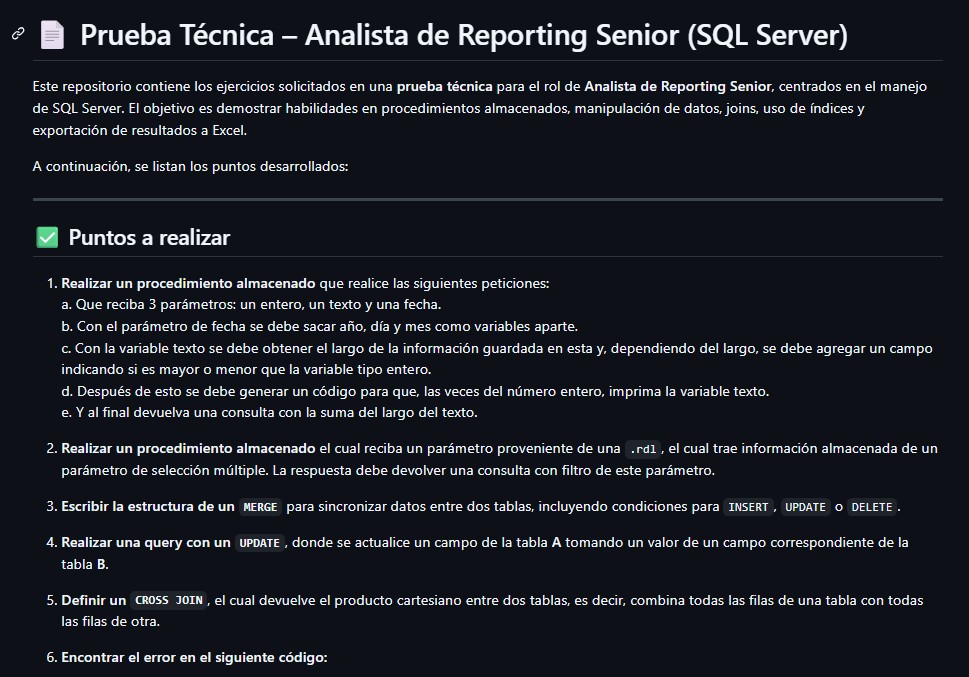 Prueba Técnica – Analista de Reporting Senior (SQL Server)
Este repositorio contiene los ejercicios solicitados en una prueba técnica para el rol de Analista de Reporting Senior, centrados en el manejo
de SQL Server. El objetivo es demostrar habilidades en procedimientos almacenados, manipulación de datos, joins, uso de índices y
exportación de resultados a Excel.
A continuación, se listan los puntos desarrollados:
Puntos a realizar
1. Realizar un procedimiento almacenado que realice las siguientes peticiones:
a. Que reciba 3 parámetros: un entero, un texto y una fecha.
b. Con el parámetro de fecha se debe sacar año, día y mes como variables aparte.
c. Con la variable texto se debe obtener el largo de la información guardada en esta y, dependiendo del largo, se debe agregar un campo
indicando si es mayor o menor que la variable tipo entero.
d. Después de esto se debe generar un código para que, las veces del número entero, imprima la variable texto.
e. Y al final devuelva una consulta con la suma del largo del texto.
2. Realizar un procedimiento almacenado el cual reciba un parámetro proveniente de una .rdl, el cual trae información almacenada de un
parámetro de selección múltiple. La respuesta debe devolver una consulta con filtro de este parámetro.
3. Escribir la estructura de un MERGE para sincronizar datos entre dos tablas, incluyendo condiciones para INSERT, UPDATE o DELETE.
4. Realizar una query con un UPDATE, donde se actualice un campo de la tabla A tomando un valor de un campo correspondiente de la
tabla B.
5. Definir un CROSS JOIN, el cual devuelve el producto cartesiano entre dos tablas, es decir, combina todas las filas de una tabla con todas
las filas de otra.
6. Encontrar el error en el siguiente código: